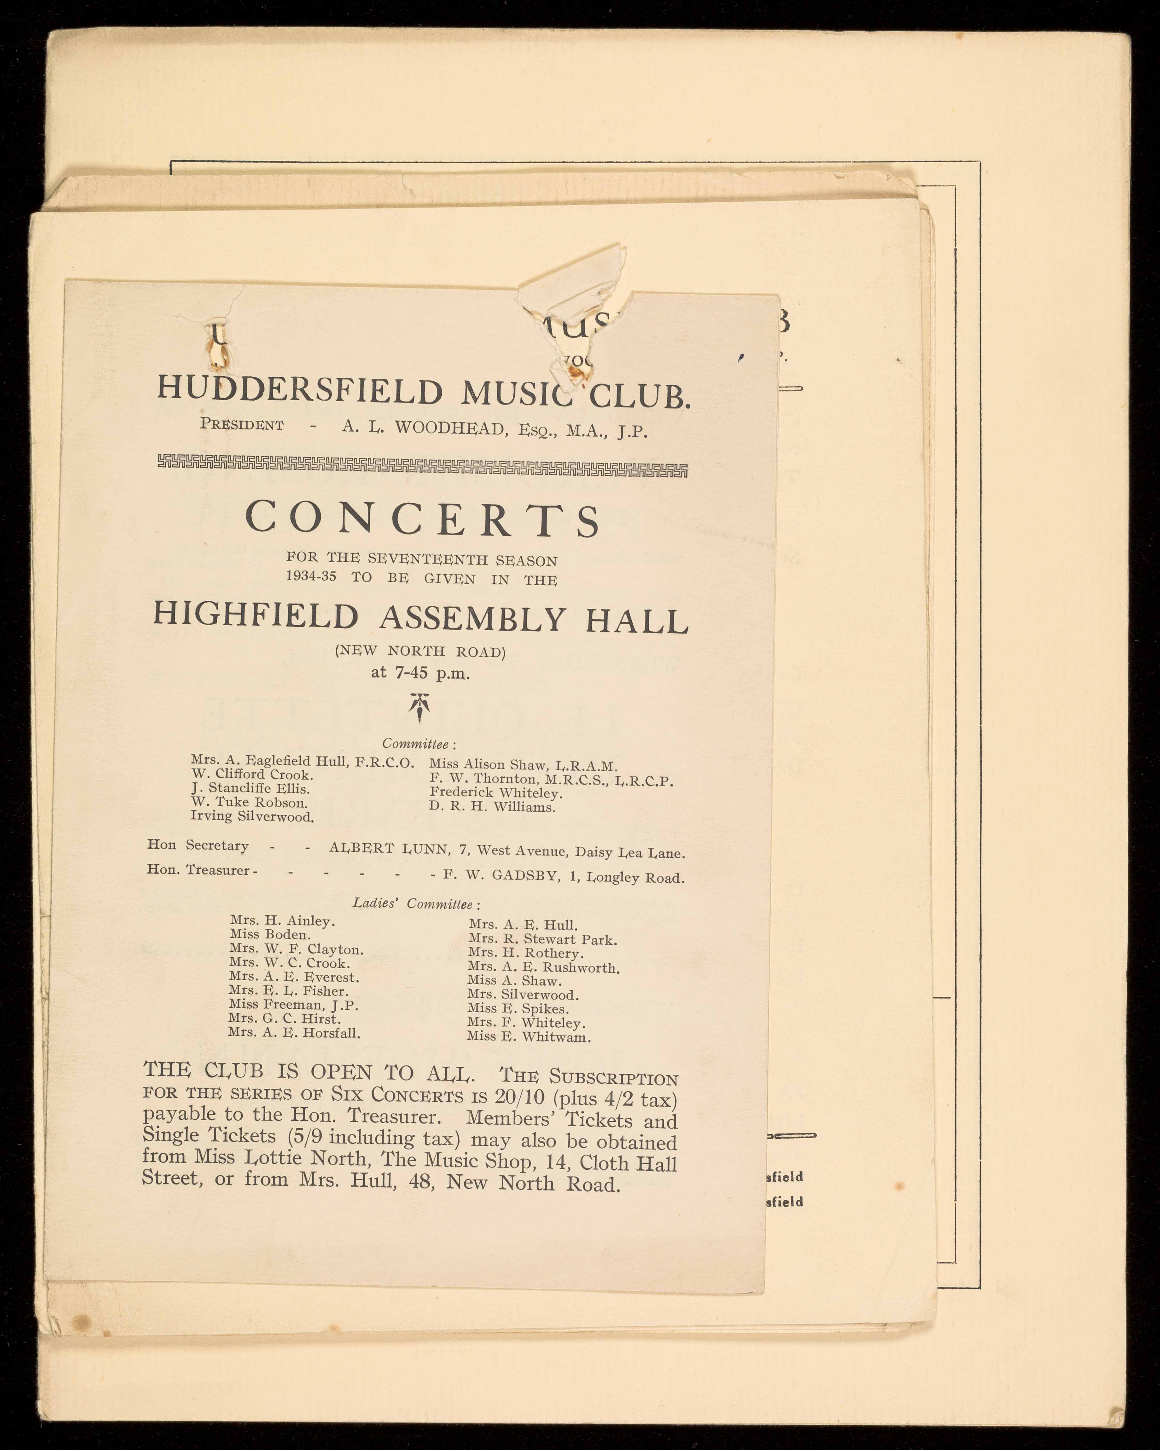 HUDDERSFIELD MUSIC CLUB.
PRESIDENT - A. L. WOODHEAD, ESQ., M.A., J.P.
CONCERTS
FOR THE SEVENTEENTH SEASON
1934-35 TO BE GIVEN IN THE
HIGHFIELD ASSEMBLY HALL
(NEW NORTH ROAD)
at 7-45 p.m.
Committee :
Mrs. A. Eaglefield Hull, F.R.C.O.
W. Clifford Crook.
J. Stancliffe Ellis.
W. Tuke Robson.
Irving Silverwood.
Miss Alison Shaw, L.R.A.M.
F. W. Thornton, M.R.C.S., L.R.C.P.
Frederick Whiteley.
D. R. H. Williams.
Hon Secretary - - ALBERT LUNN, 7, West Avenue, Daisy Lea Lane.
Hon. Treasurer - - - - - - F. W. GADSBY, 1, Longley Road.
Ladies' Committee :
Mrs. H. Ainley.
Miss Boden.
Mrs. W. F. Clayton.
Mrs. W. C. Crook.
Mrs. A. E. Everest.
Mrs. E. L. Fisher.
Miss Freeman, J.P.
Mrs. G. C. Hirst.
Mrs. A. E. Horsfall.
Mrs. A. E. Hull.
Mrs. R. Stewart Park.
Mrs. H. Rothery.
Mrs. A. E. Rushworth.
Miss A. Shaw.
Mrs. Silverwood.
Miss E. Spikes.
Mrs. F. Whiteley.
Miss E. Whitwam.
THE CLUB IS OPEN TO ALL. THE SUBSCRIPTION
FOR THE SERIES OF SIX CONCERTS IS 20/10 (plus 4/2 tax)
payable to the Hon. Treasurer. Members' Tickets and
Single Tickets (5/9 including tax) may also be obtained
from Miss Lottie North, The Music Shop, 14, Cloth Hall
Street, or from Mrs. Hull, 48, New North Road.
sfield
sfield